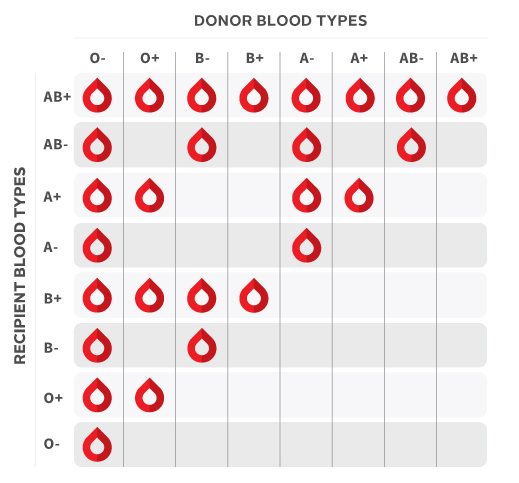 DONOR BLOOD TYPES
O- O+ B- B+ A- A+ AB- AB+
RECIPIENT BLOOD TYPES
AB+
AB-
A+
A-
B+
B-
O+
O-